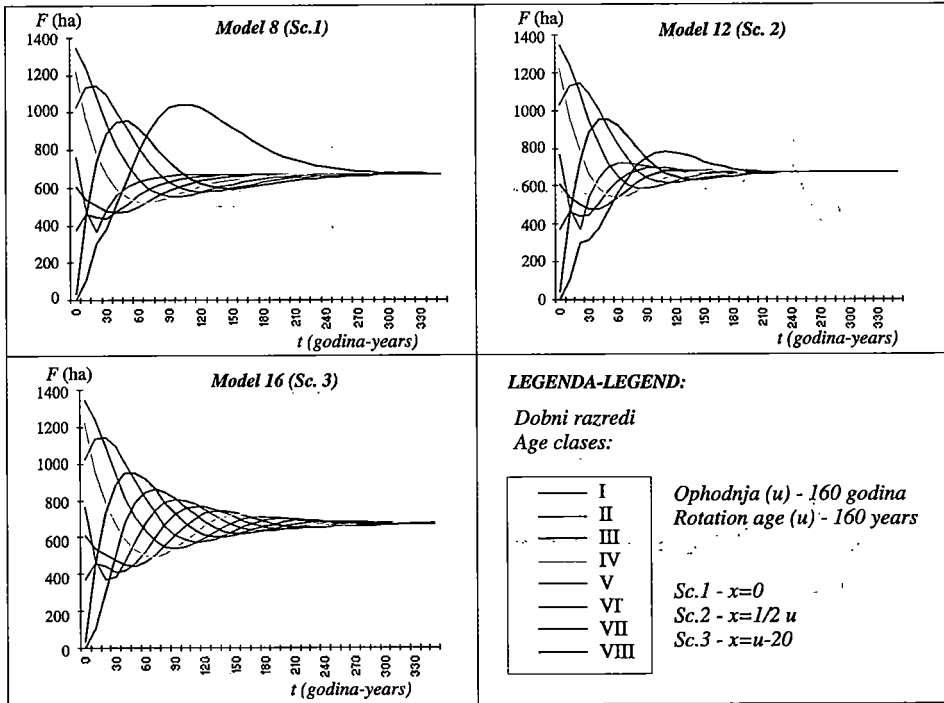 F (ha)
Model 8 (Sc.1)
1400
1200
1000
800
600
400
200
0
0 30 60 90 120 150 180 210 240 270 300 330
t (godina-years)
F (ha)
Model 12 (Sc. 2)
1400
1200
1000
800
600
400
200
0
0 30 60 90 120 150 180 210 240 270 300 330
t (godina-years)
F (ha)
Model 16 (Sc. 3)
1400
1200
1000
800
600
400
200
0
0 30 60 90 120 150 180 210 240 270 300 330
t (godina-years)
LEGENDA-LEGEND:
Dobni razredi
Age clases:
I
II
III
IV
V
VI
VII
VIII
Ophodnja (u) - 160 godina
Rotation age (u) - 160 years
Sc.1 - x=0
Sc.2 - x=1/2 u
Sc.3 - x=u-20